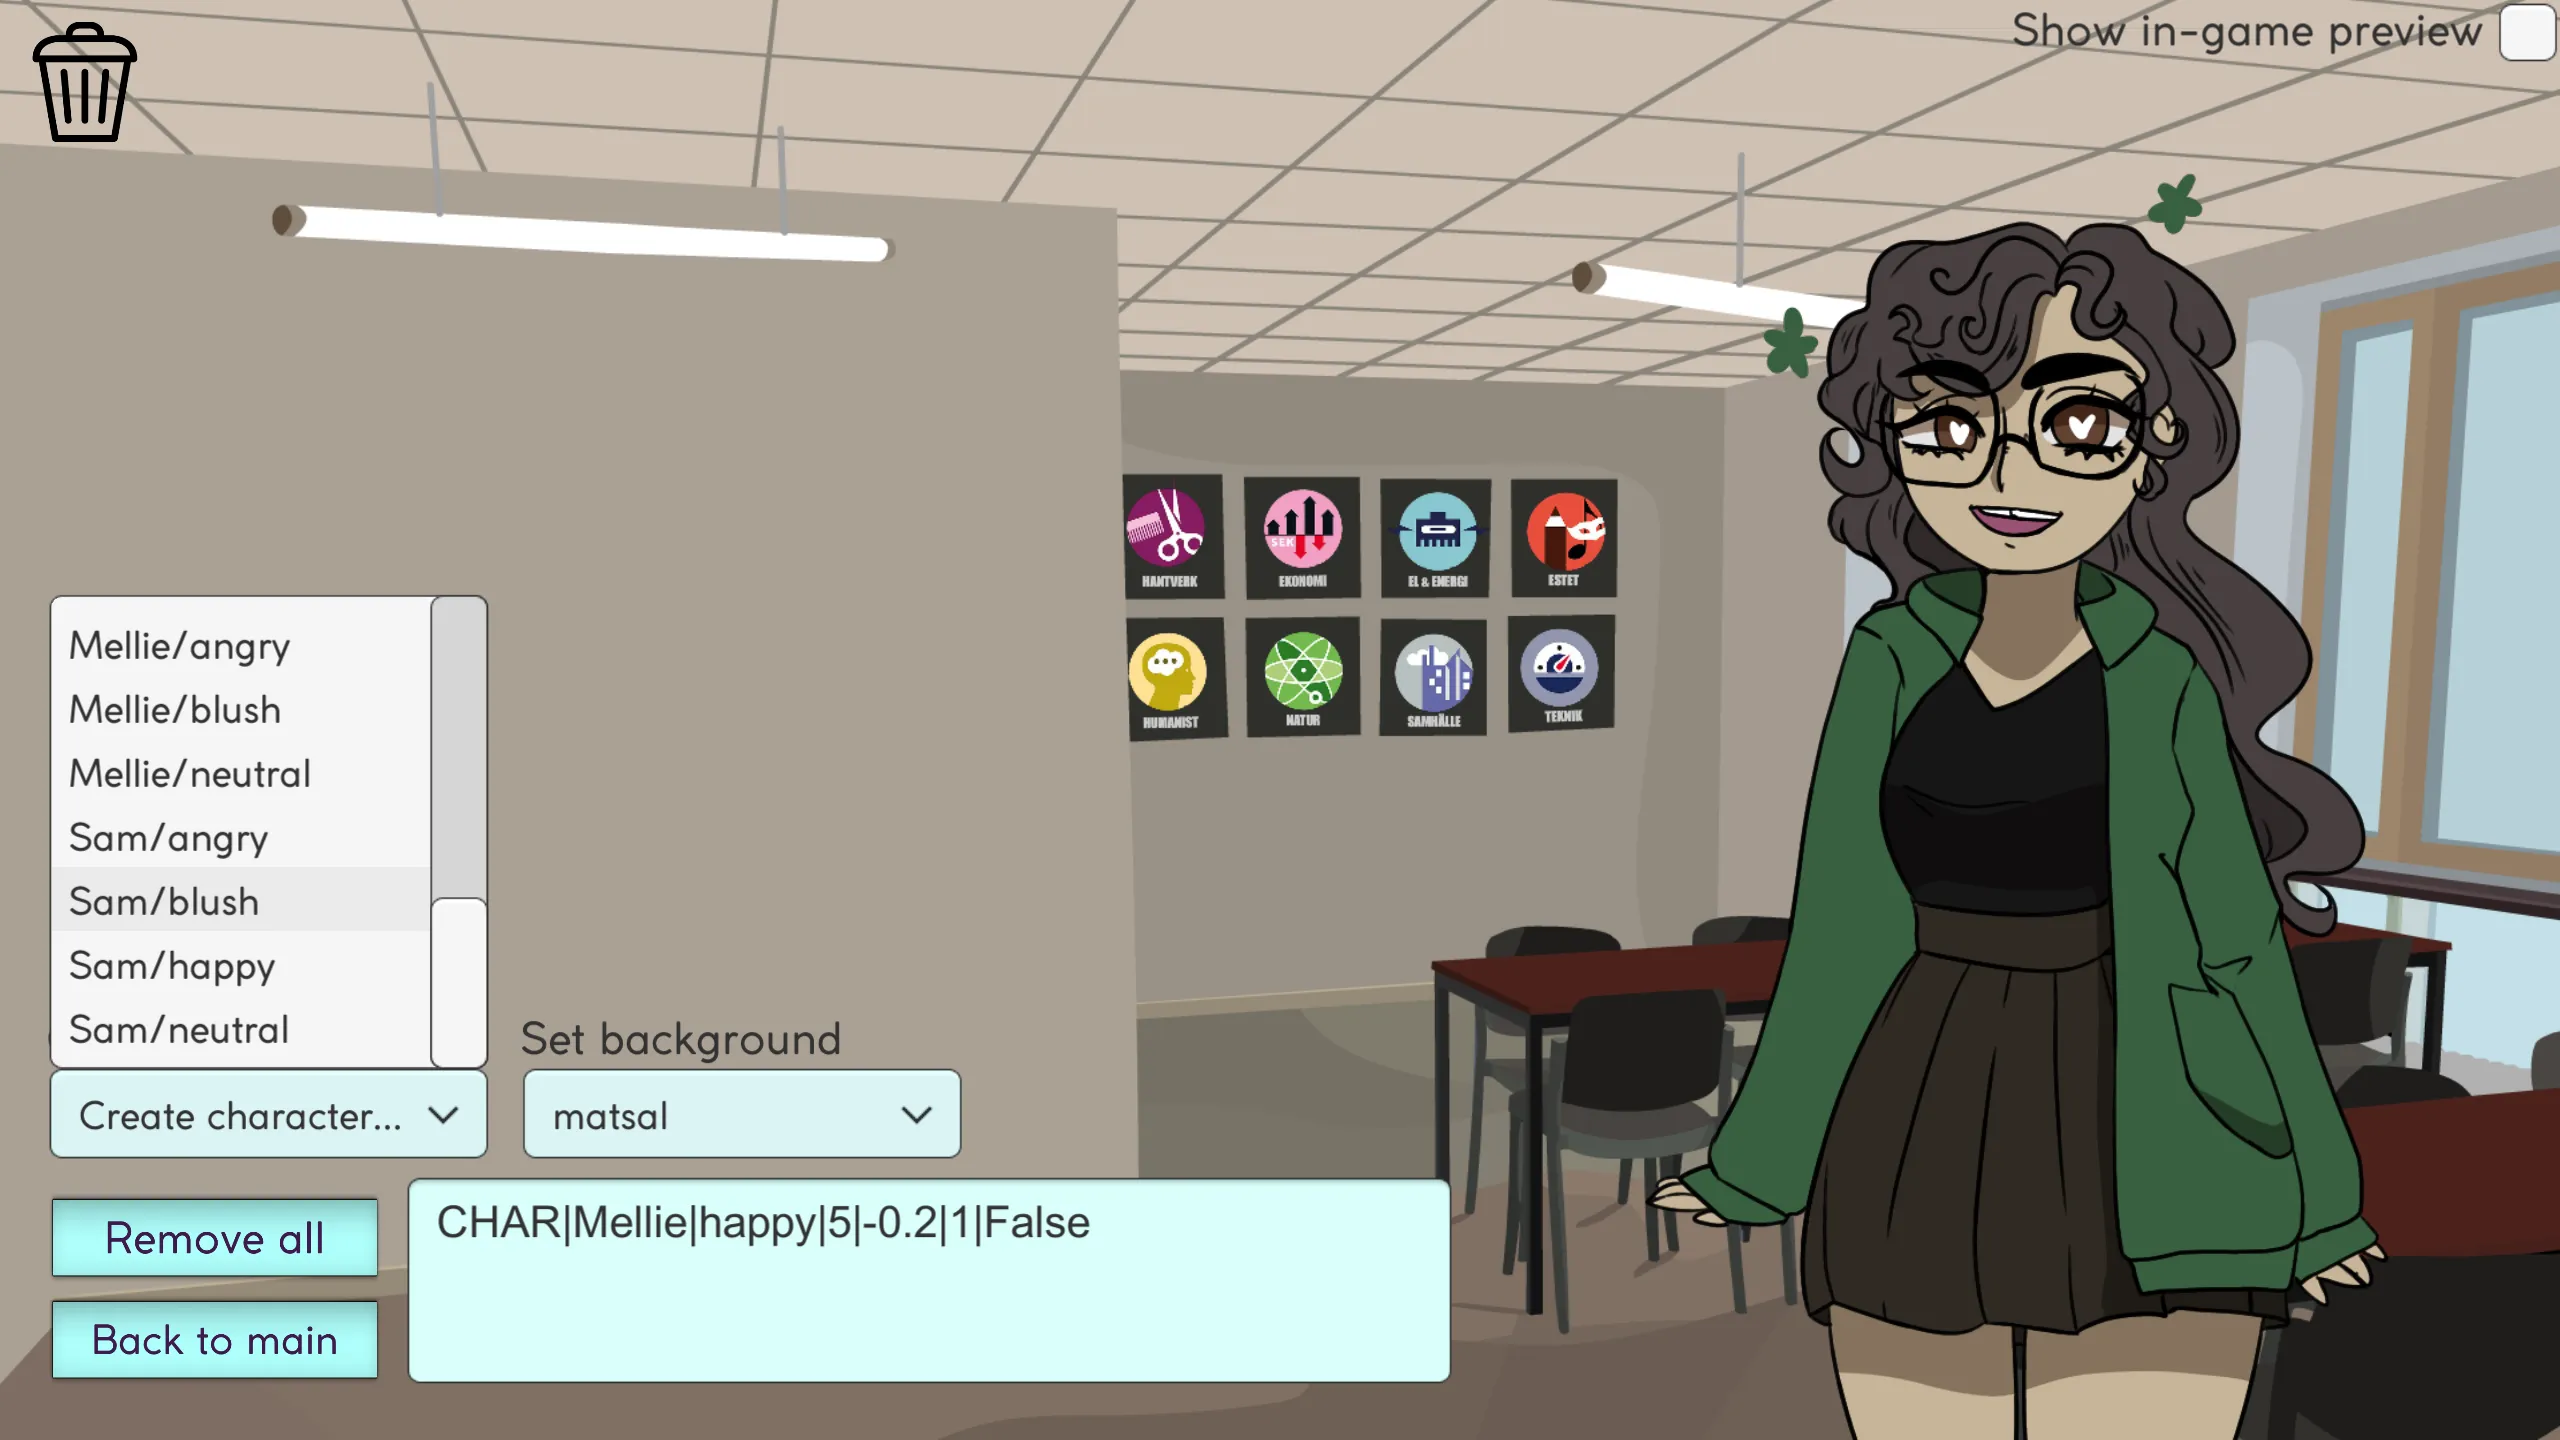 Show in-game preview
SEK
HANTVERK
EKONOMI
EL & ENERGI
ESTET
HUMANIST
NATUR
SAMHÄLLE
TEKNIK
Mellie/angry
Mellie/blush
Mellie/neutral
Sam/angry
Sam/blush
Sam/happy
Sam/neutral
Set background
Create character...
matsal
Remove all
CHAR|Mellie|happy|5|-0.2|1|False
Back to main